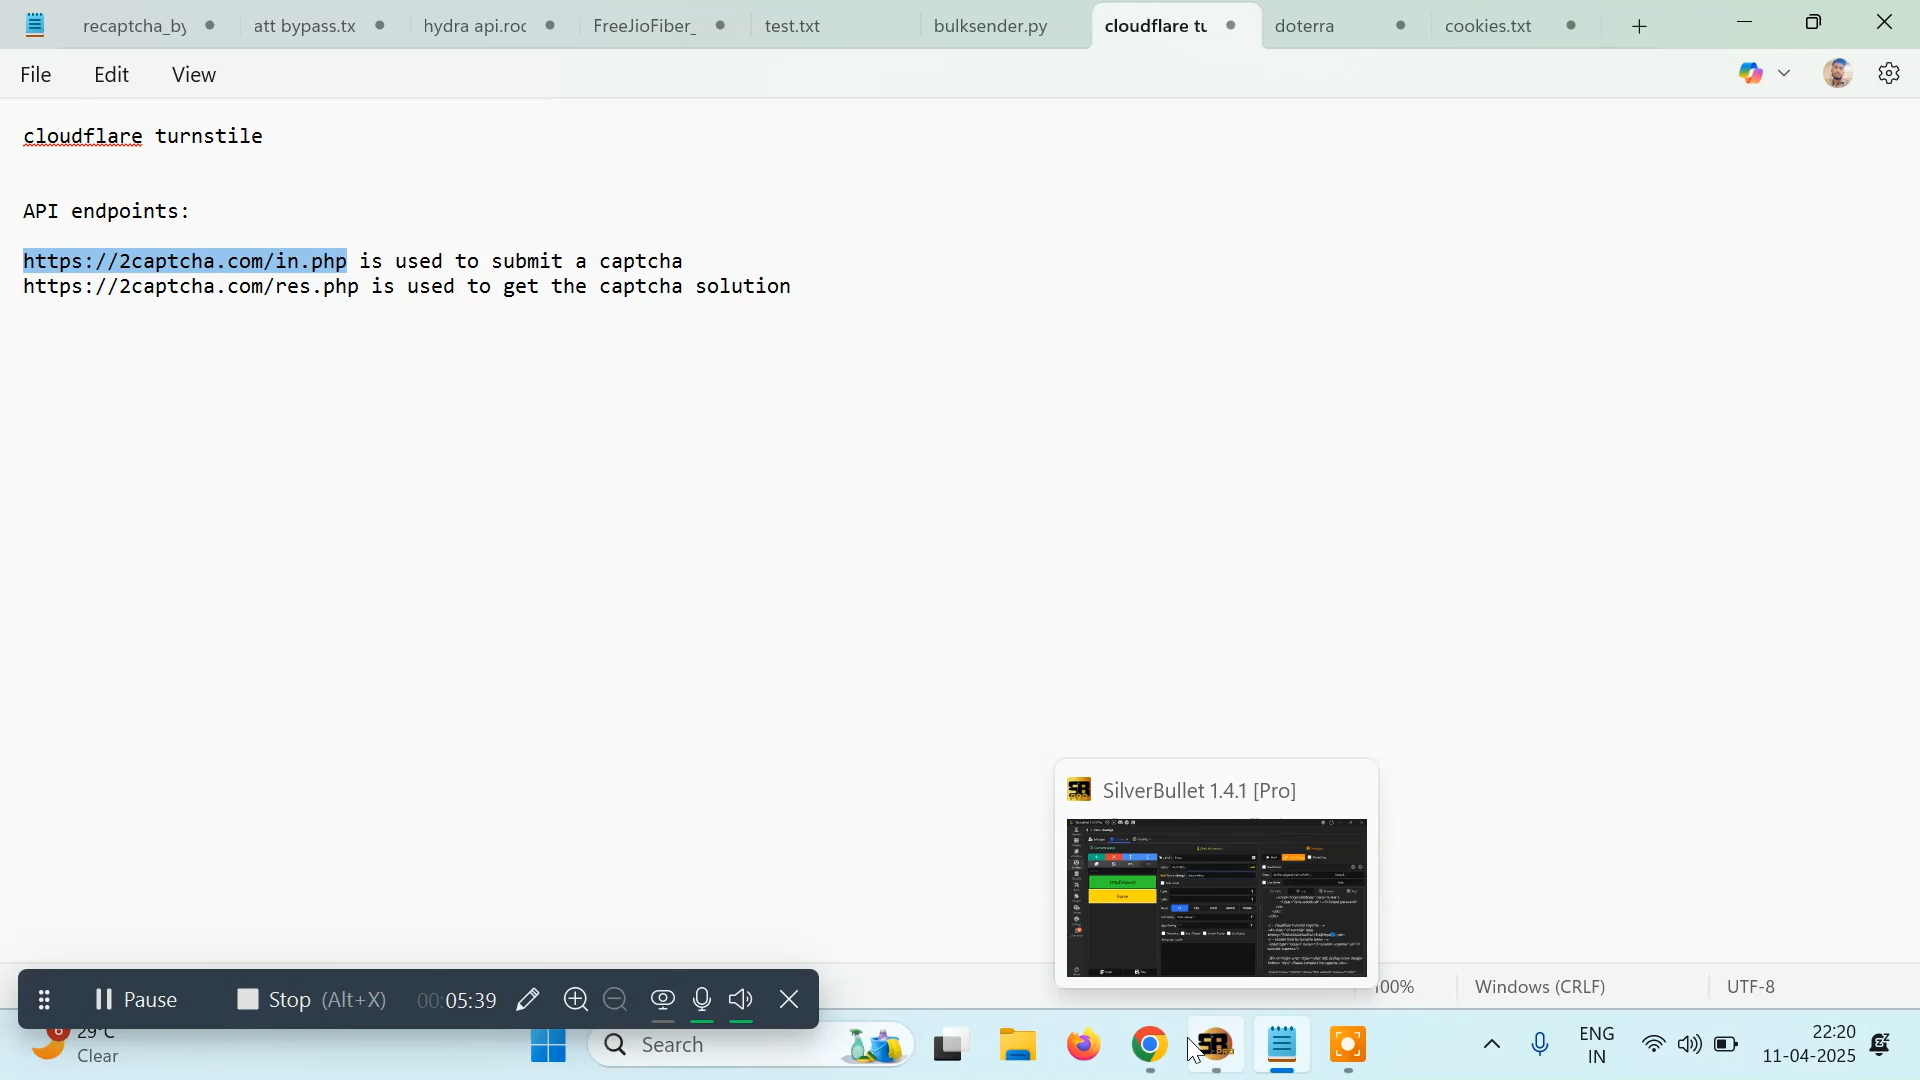 recaptcha_by
att bypass.tx
hydra api.roc
FreeJioFiber_
test.txt
bulksender.py
cloudflare tu
doterra
cookies.txt
File
Edit
View
cloudflare turnstile
API endpoints:
https://2captcha.com/in.php is used to submit a captcha
https://2captcha.com/res.php is used to get the captcha solution
SilverBullet 1.4.1 [Pro]
100%
Windows (CRLF)
UTF-8
Pause
Stop (Alt+X)
00:05:39
29°C
Clear
Search
ENG
IN
22:20
11-04-2025